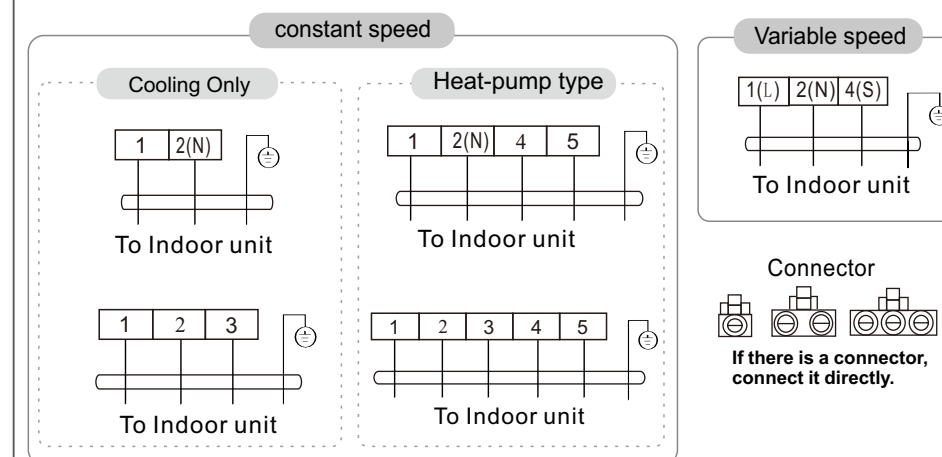 constant speed
Cooling Only
1 2(N)
To Indoor unit
1 2 3
To Indoor unit
Heat-pump type
1 2(N) 4 5
To Indoor unit
1 2 3 4 5
To Indoor unit
Variable speed
1(L) 2(N) 4(S)
To Indoor unit
Connector
If there is a connector,
connect it directly.